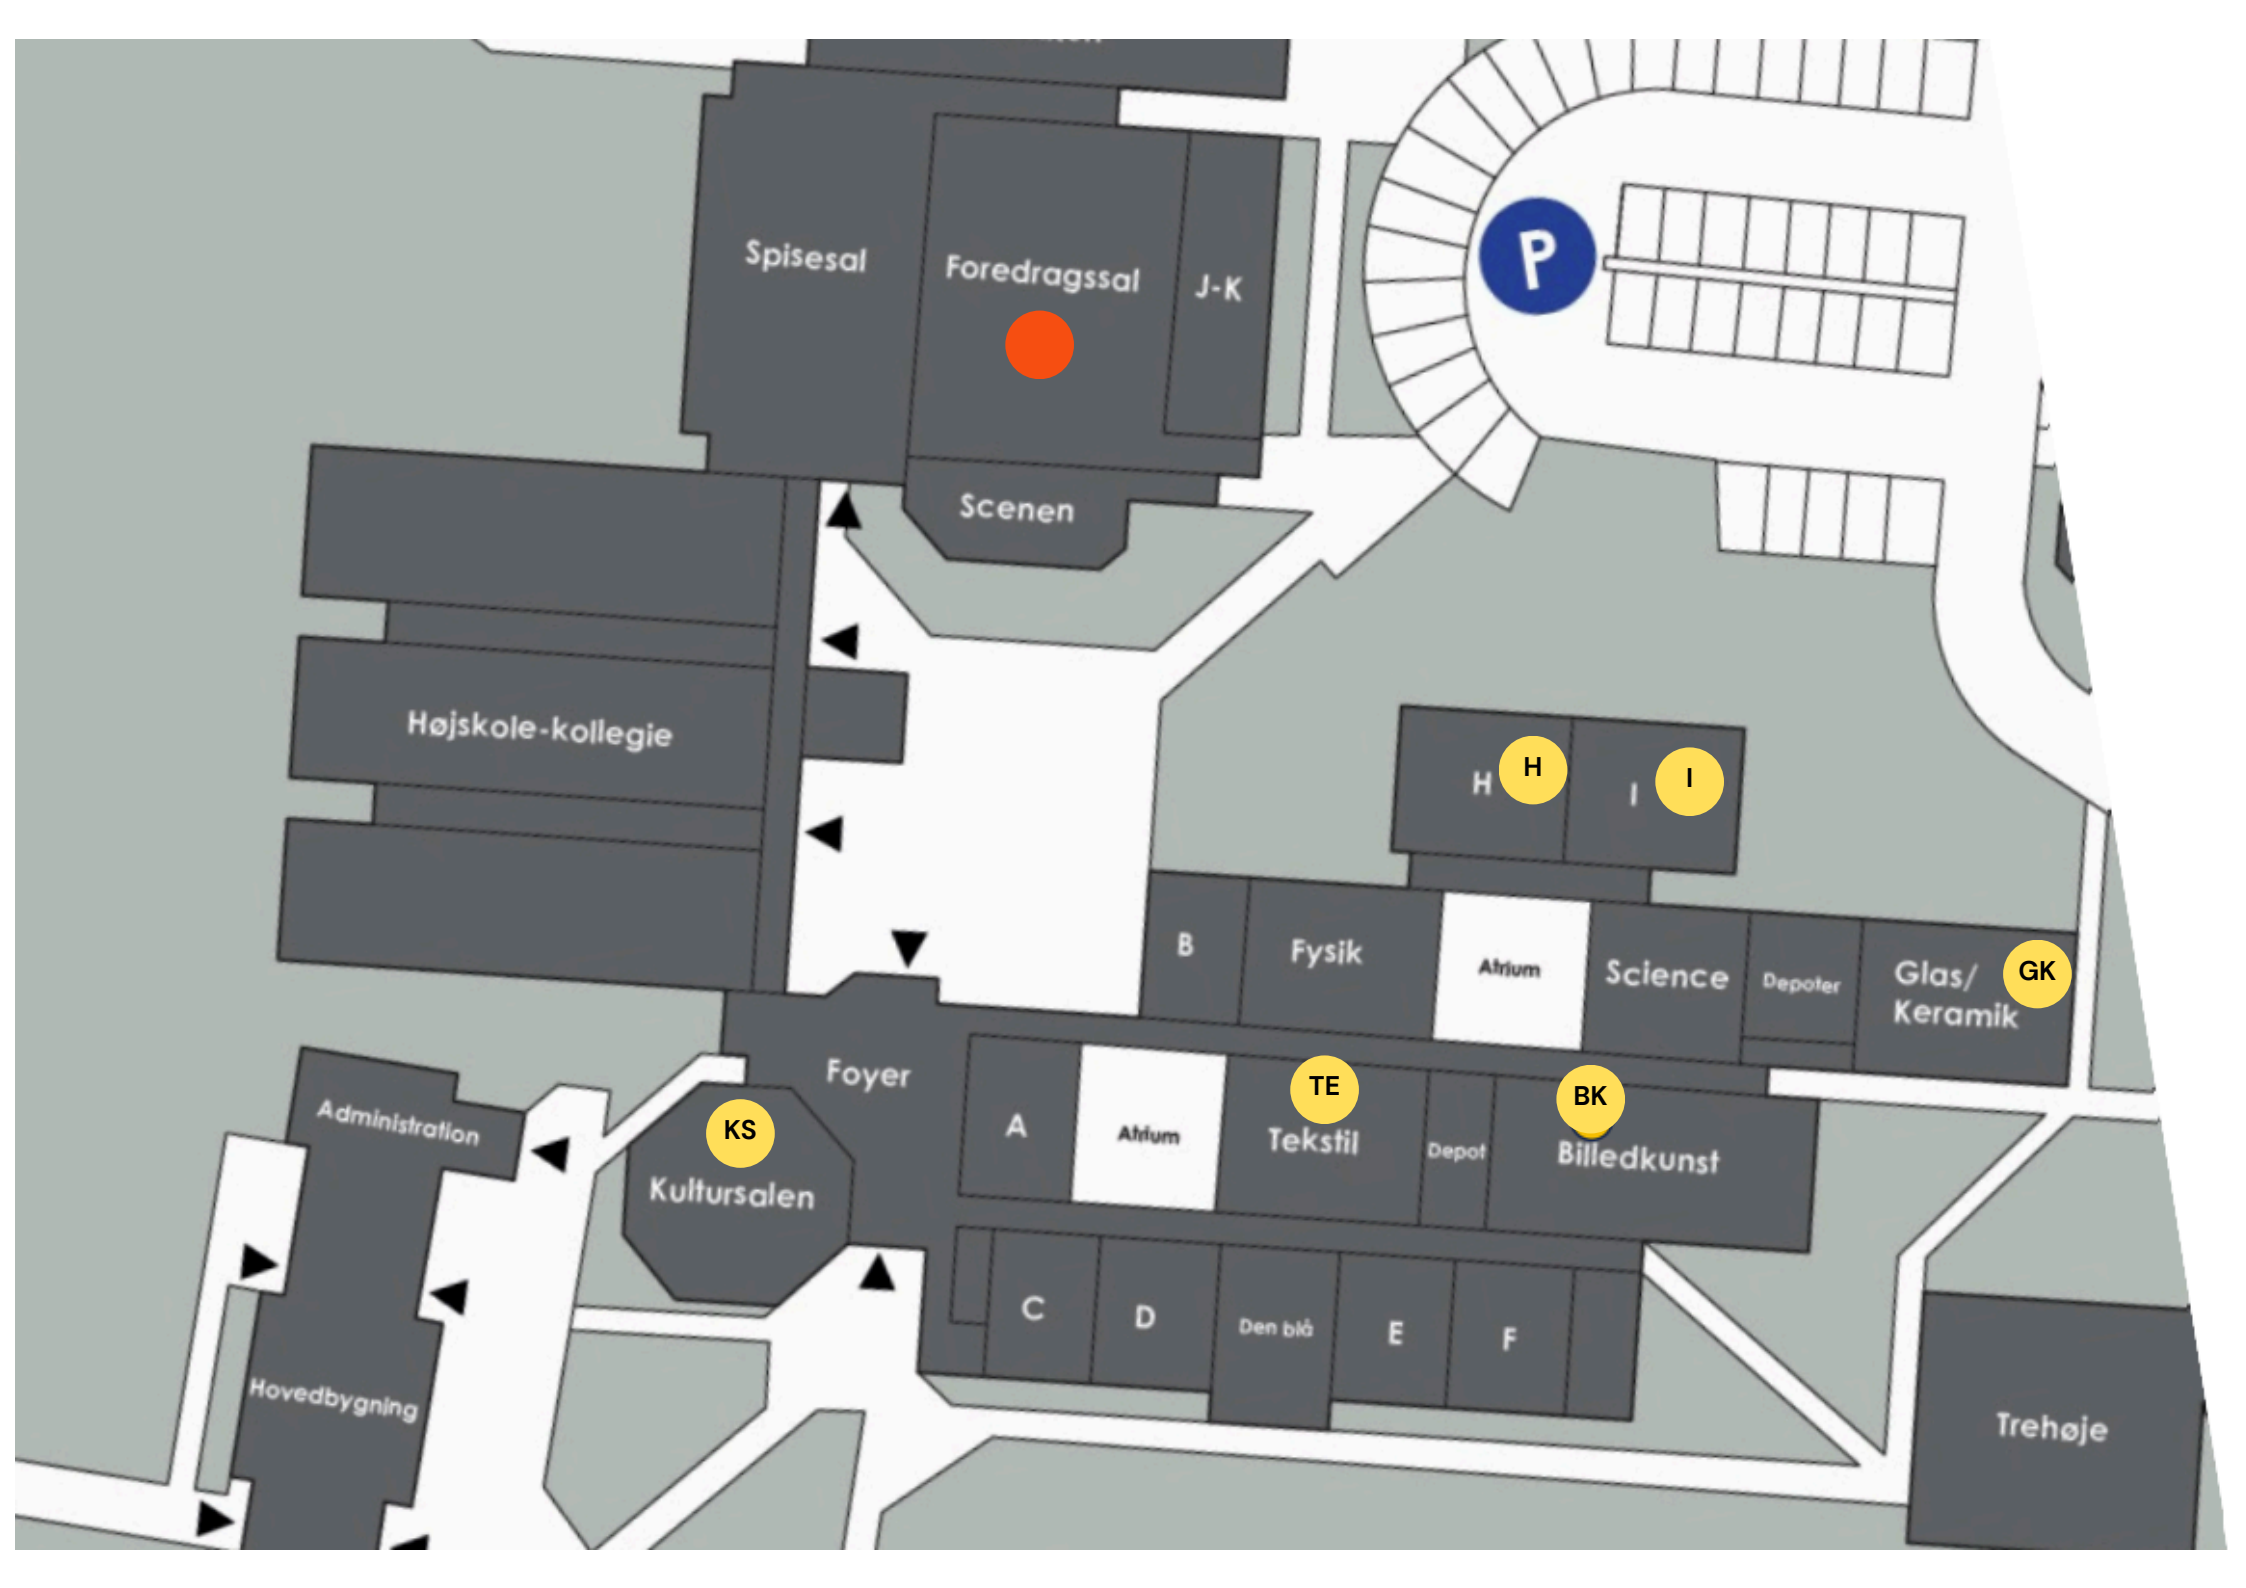 Spisesal
Foredragssal
J-K
P
Scenen
Højskole-kollegie
H
H
I
I
B
Fysik
Atrium
Science
Depoter
Glas/
Keramik
GK
Foyer
A
Atrium
TE
Tekstil
Depot
BK
Billedkunst
Administration
KS
Kultursalen
C
D
Den blå
E
F
Hovedbygning
Trehøje